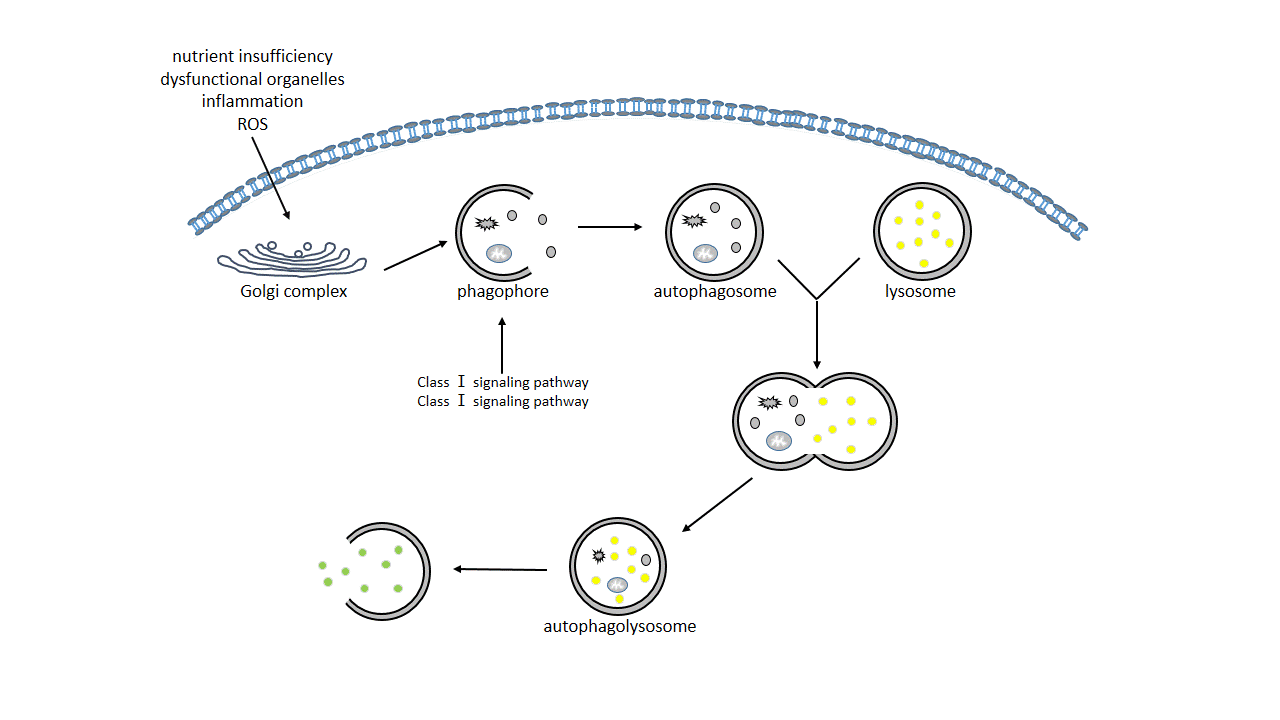 nutrient insufficiency
dysfunctional organelles
inflammation
ROS
Golgi complex
phagophore
autophagosome
lysosome
Class Ⅰ signaling pathway
Class Ⅰ signaling pathway
autophagolysosome